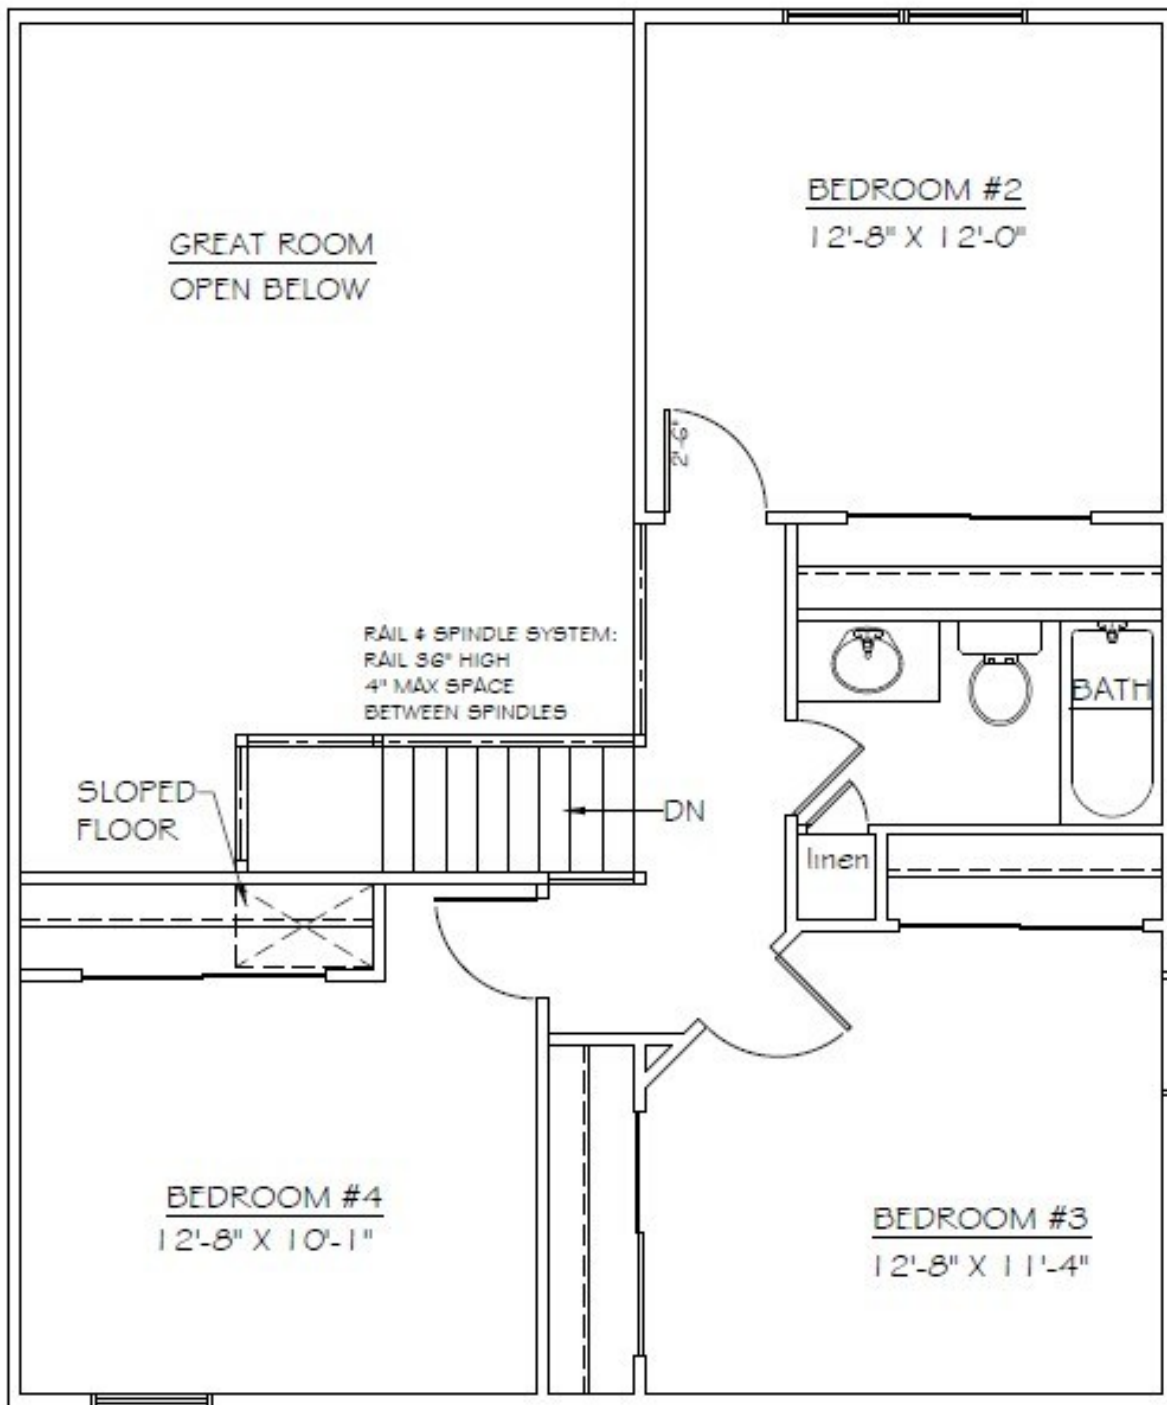 BEDROOM #2
12'-8" X 12'-0"
GREAT ROOM
OPEN BELOW
2'-6"
RAIL & SPINDLE SYSTEM:
RAIL 36" HIGH
4" MAX SPACE
BETWEEN SPINDLES
BATH
SLOPED
FLOOR
DN
linen
BEDROOM #4
12'-8" X 10'-1"
BEDROOM #3
12'-8" X 11'-4"